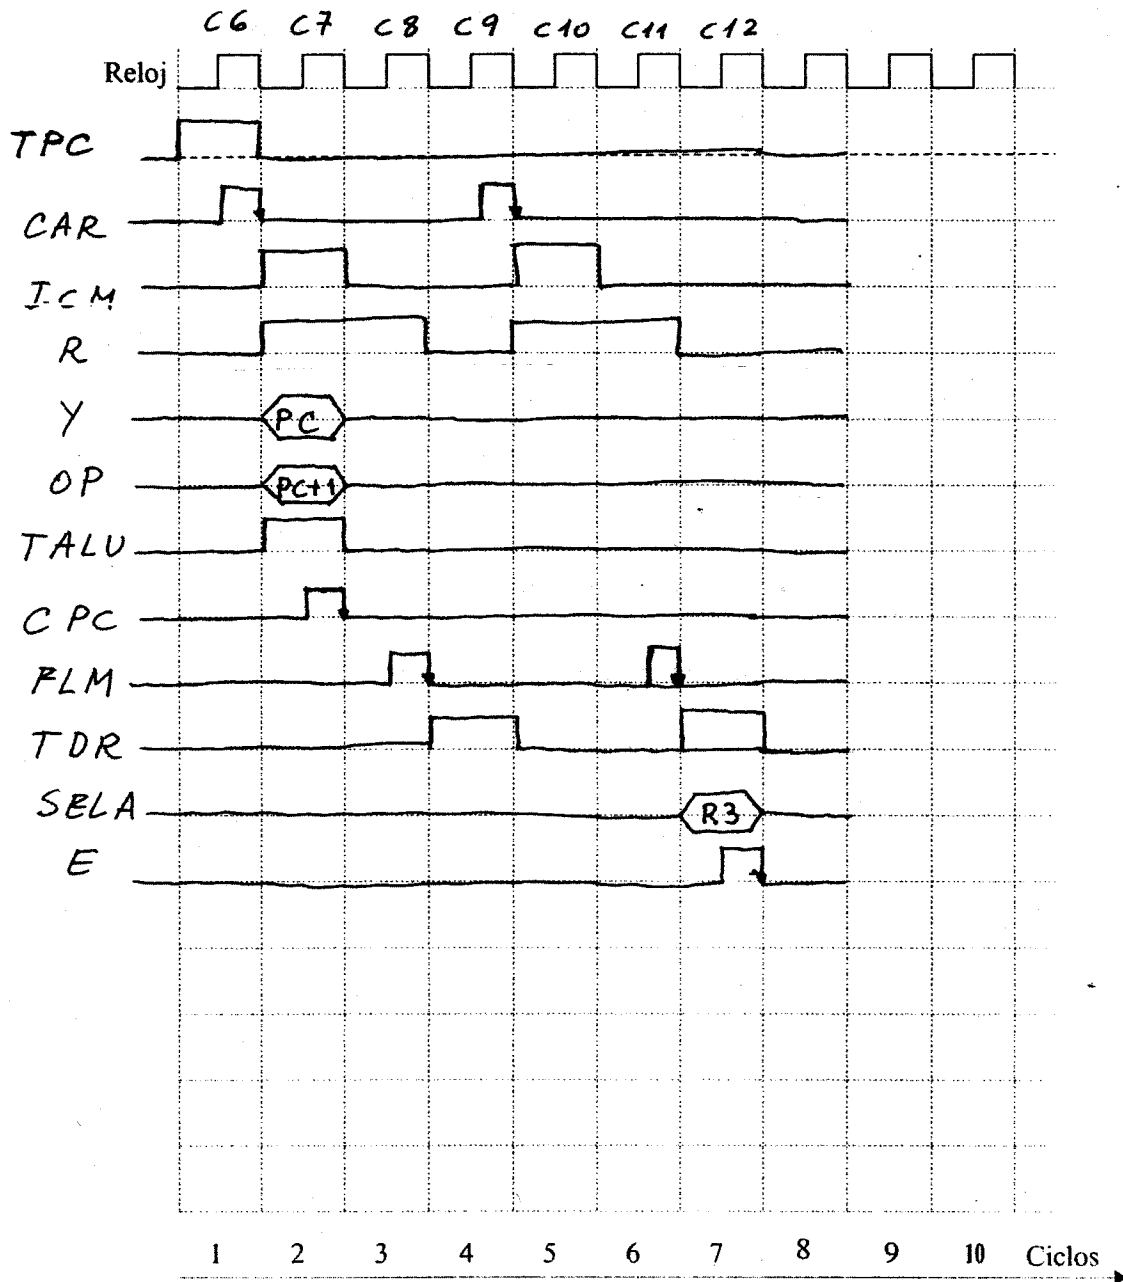 C6 C7 C8 C9 C10 C11 C12
Reloj
TPC
CAR
ICM
R
Y PC
OP PC+1
TALU
CPC
FLM
TDR
SELA R3
E
1 2 3 4 5 6 7 8 9 10 Ciclos